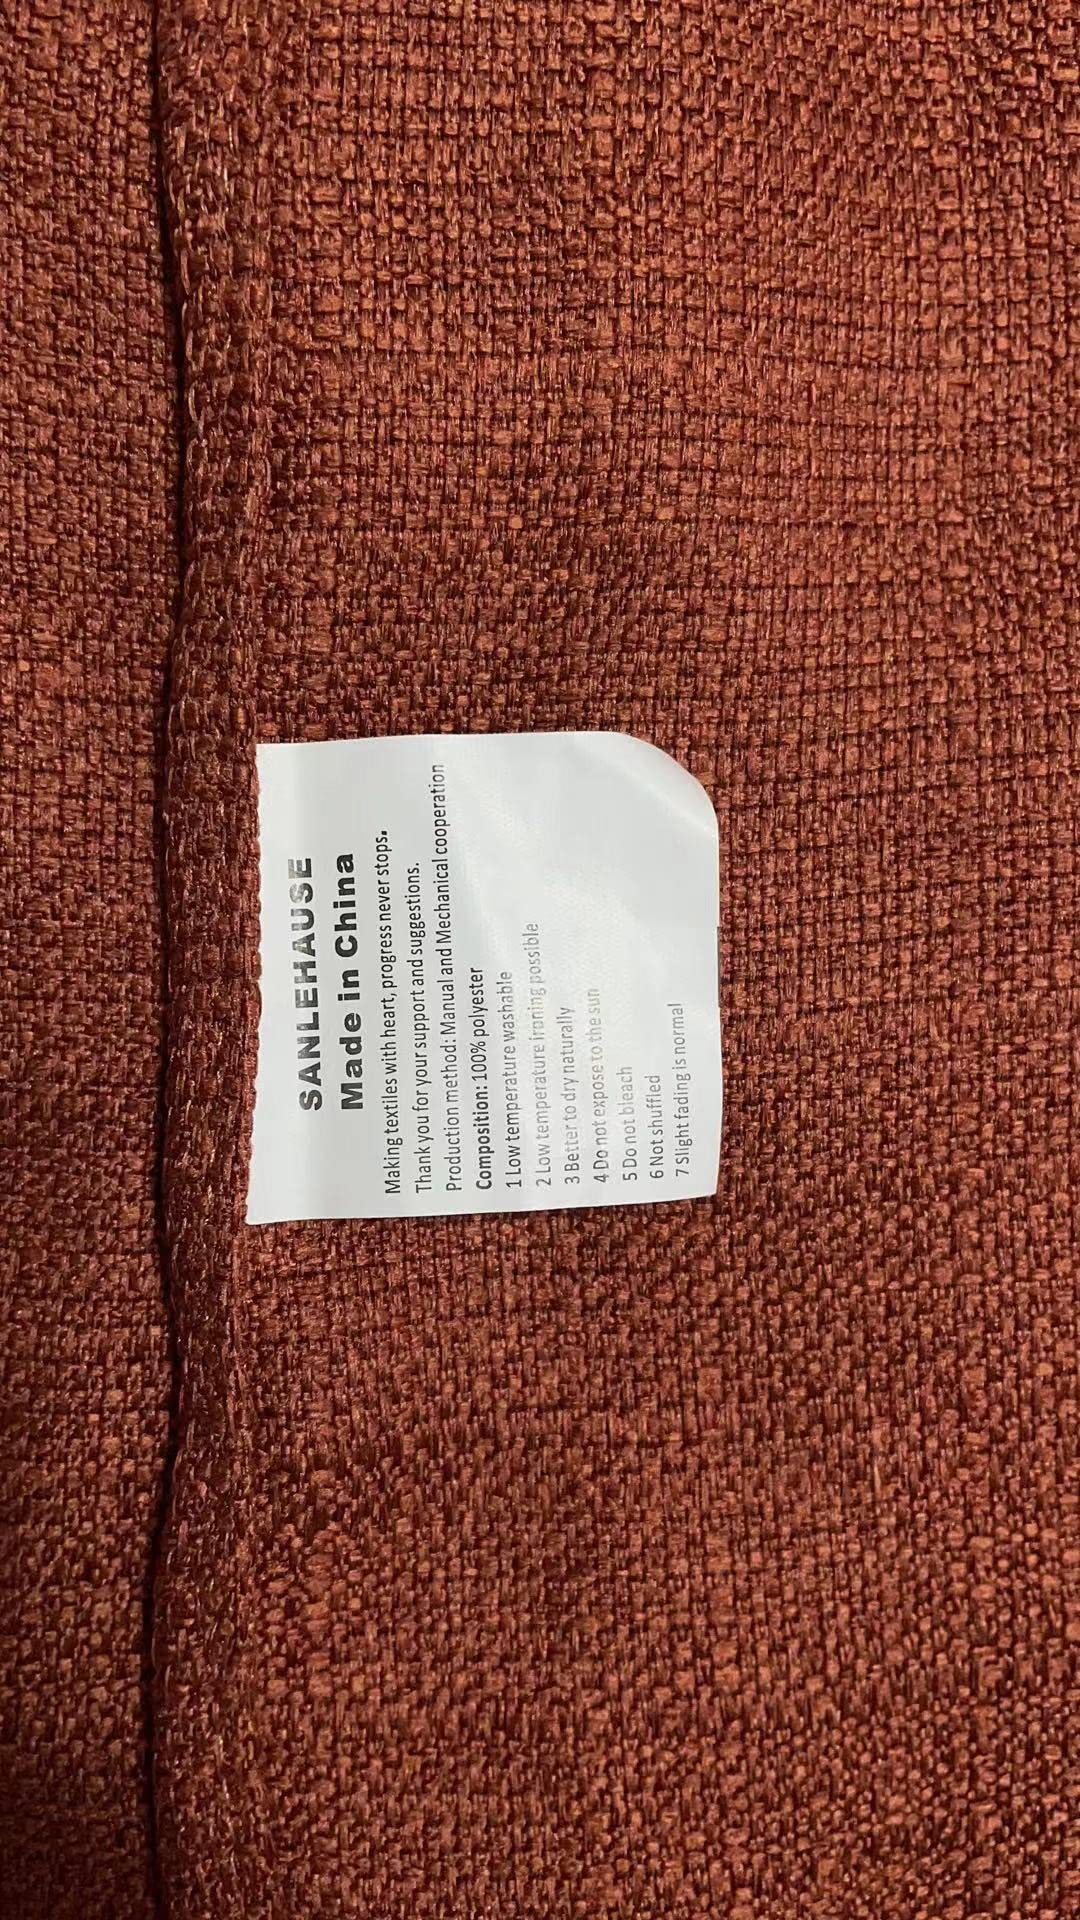 SANLEHAUSE
Made in China
Making textiles with heart, progress never stops.
Thank you for your support and suggestions.
Production method: Manual and Mechanical cooperation
Composition: 100% polyester
1 Low temperature washable
2 Low temperature ironing possible
3 Better to dry naturally
4 Do not expose to the sun
5 Do not bleach
6 Not shuffled
7 Slight fading is normal